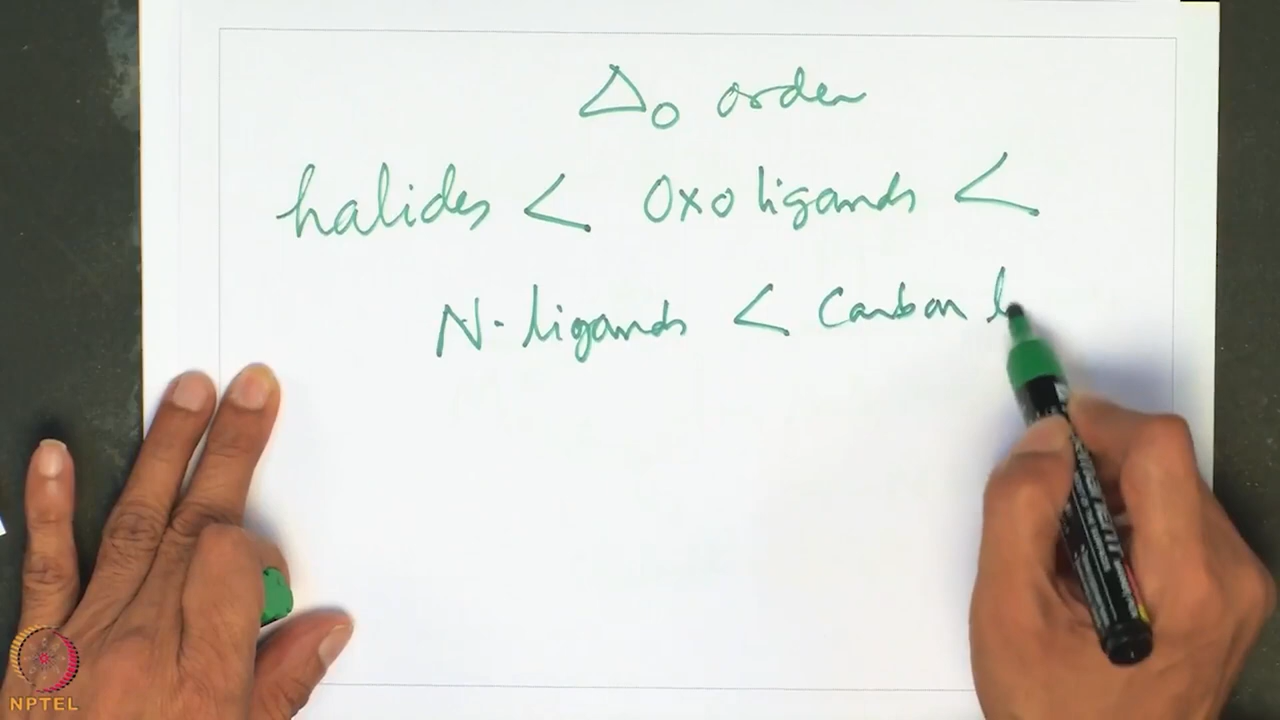 Δo order
halides < Oxo ligands <
N-ligands < Carbon l
NPTEL